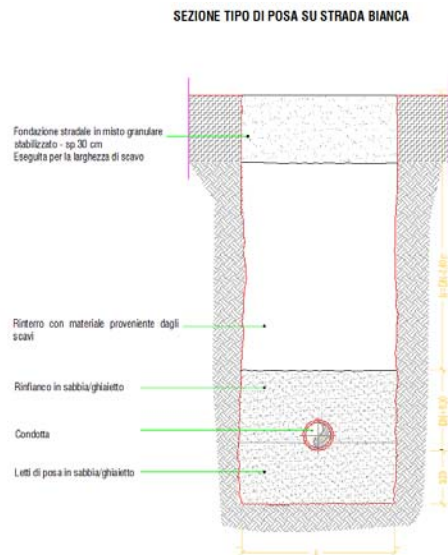 SEZIONE TIPO DI POSA SU STRADA BIANCA
Fondazione stradale in misto granulare
stabilizzato - sp 30 cm
Eseguita per la larghezza di scavo
Rinterro con materiale proveniente dagli
scavi
Rinfianco in sabbia/ghiaietto
Condotta
Letti di posa in sabbia/ghiaietto